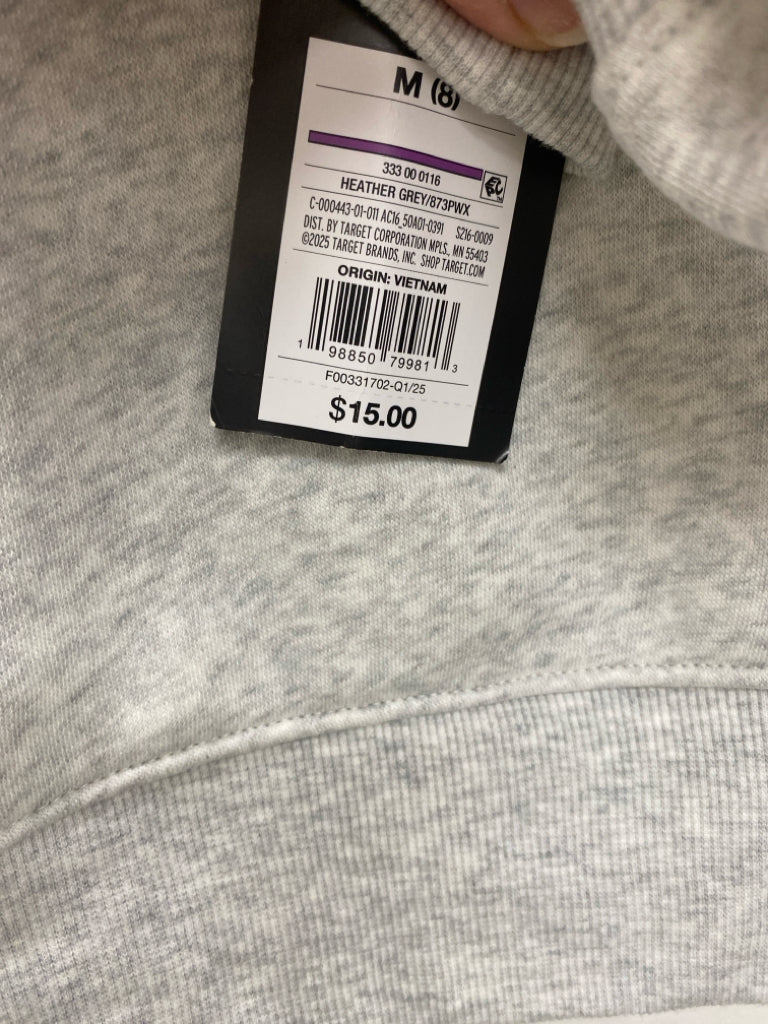 M (8)
333 00 0116
HEATHER GREY/873PWX
C-000443-01-011 AC16_50A01-0391 S216-0009
DIST. BY TARGET CORPORATION MPLS., MN 55403
©2025 TARGET BRANDS, INC. SHOP TARGET.COM
ORIGIN: VIETNAM
1 98850 79981 3
F00331702-Q1/25
$15.00